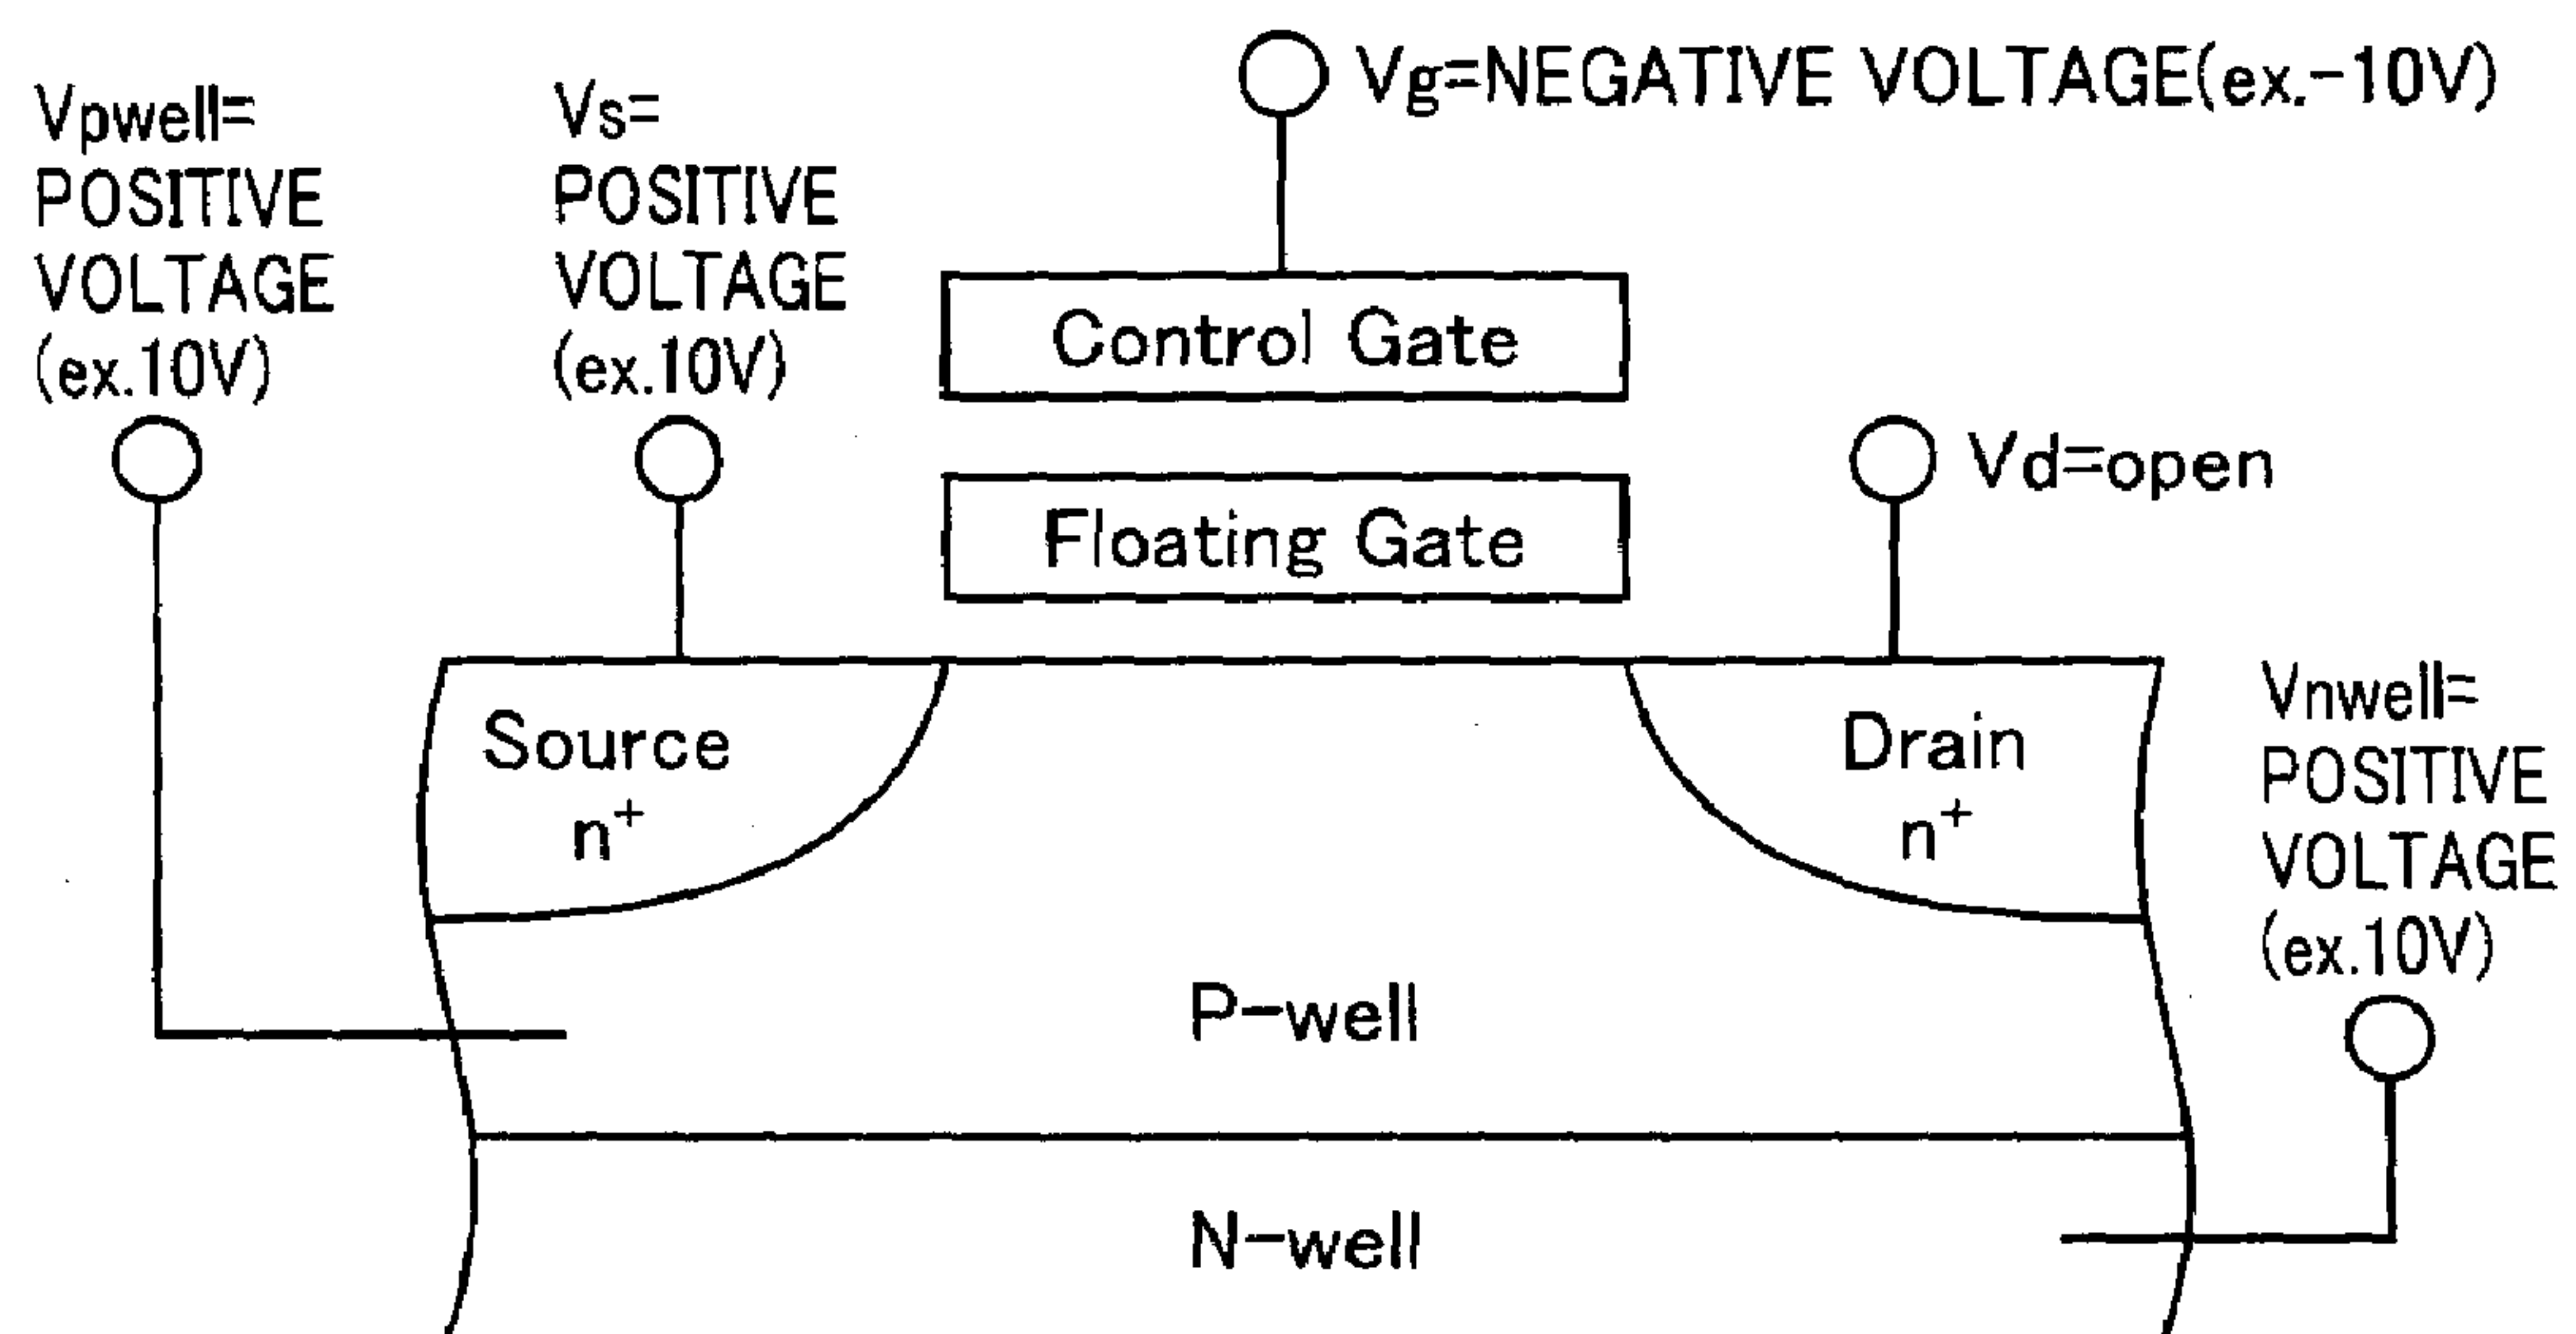 Vg=NEGATIVE VOLTAGE(ex.-10V)
Vpwell=
POSITIVE
VOLTAGE
(ex.10V)
Vs=
POSITIVE
VOLTAGE
(ex.10V)
Control Gate
Floating Gate
Vd=open
Source
n⁺
Drain
n⁺
Vnwell=
POSITIVE
VOLTAGE
(ex.10V)
P-well
N-well